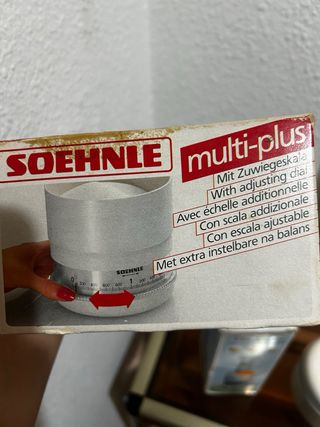 SOEHNLE
multi-plus
Mit Zuwiegeskala
With adjusting dial
Avec échelle additionnelle
Con scala addizionale
Con escala ajustable
Met extra instelbare na balans
SOEHNLE